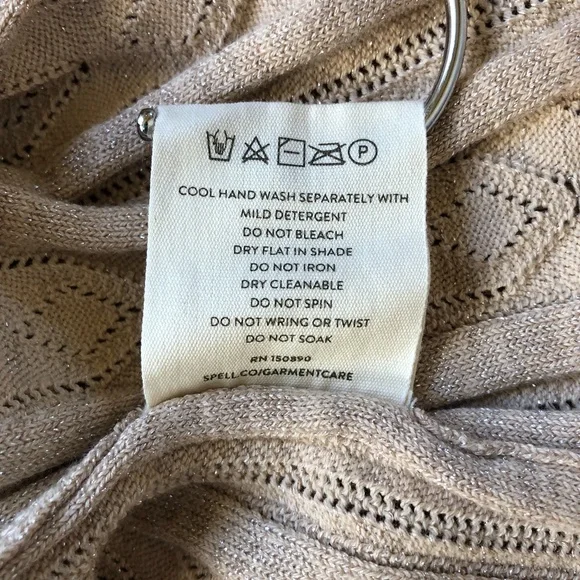 P
COOL HAND WASH SEPARATELY WITH
MILD DETERGENT
DO NOT BLEACH
DRY FLAT IN SHADE
DO NOT IRON
DRY CLEANABLE
DO NOT SPIN
DO NOT WRING OR TWIST
DO NOT SOAK
RN 150890
SPELL.CO/GARMENTCARE